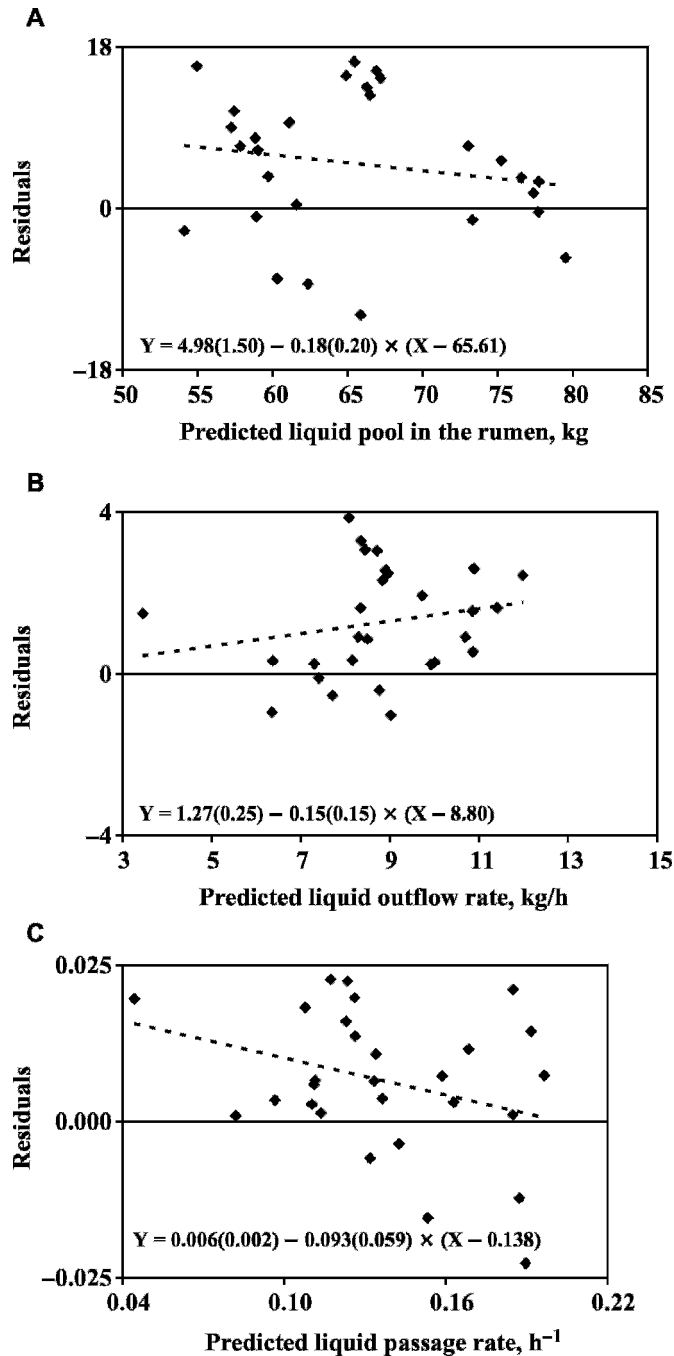 A
18
0
−18
Residuals
Y = 4.98(1.50) − 0.18(0.20) × (X − 65.61)
50 55 60 65 70 75 80 85
Predicted liquid pool in the rumen, kg
B
4
0
−4
Residuals
Y = 1.27(0.25) − 0.15(0.15) × (X − 8.80)
3 5 7 9 11 13 15
Predicted liquid outflow rate, kg/h
C
0.025
0.000
−0.025
Residuals
Y = 0.006(0.002) − 0.093(0.059) × (X − 0.138)
0.04 0.10 0.16 0.22
Predicted liquid passage rate, h⁻¹